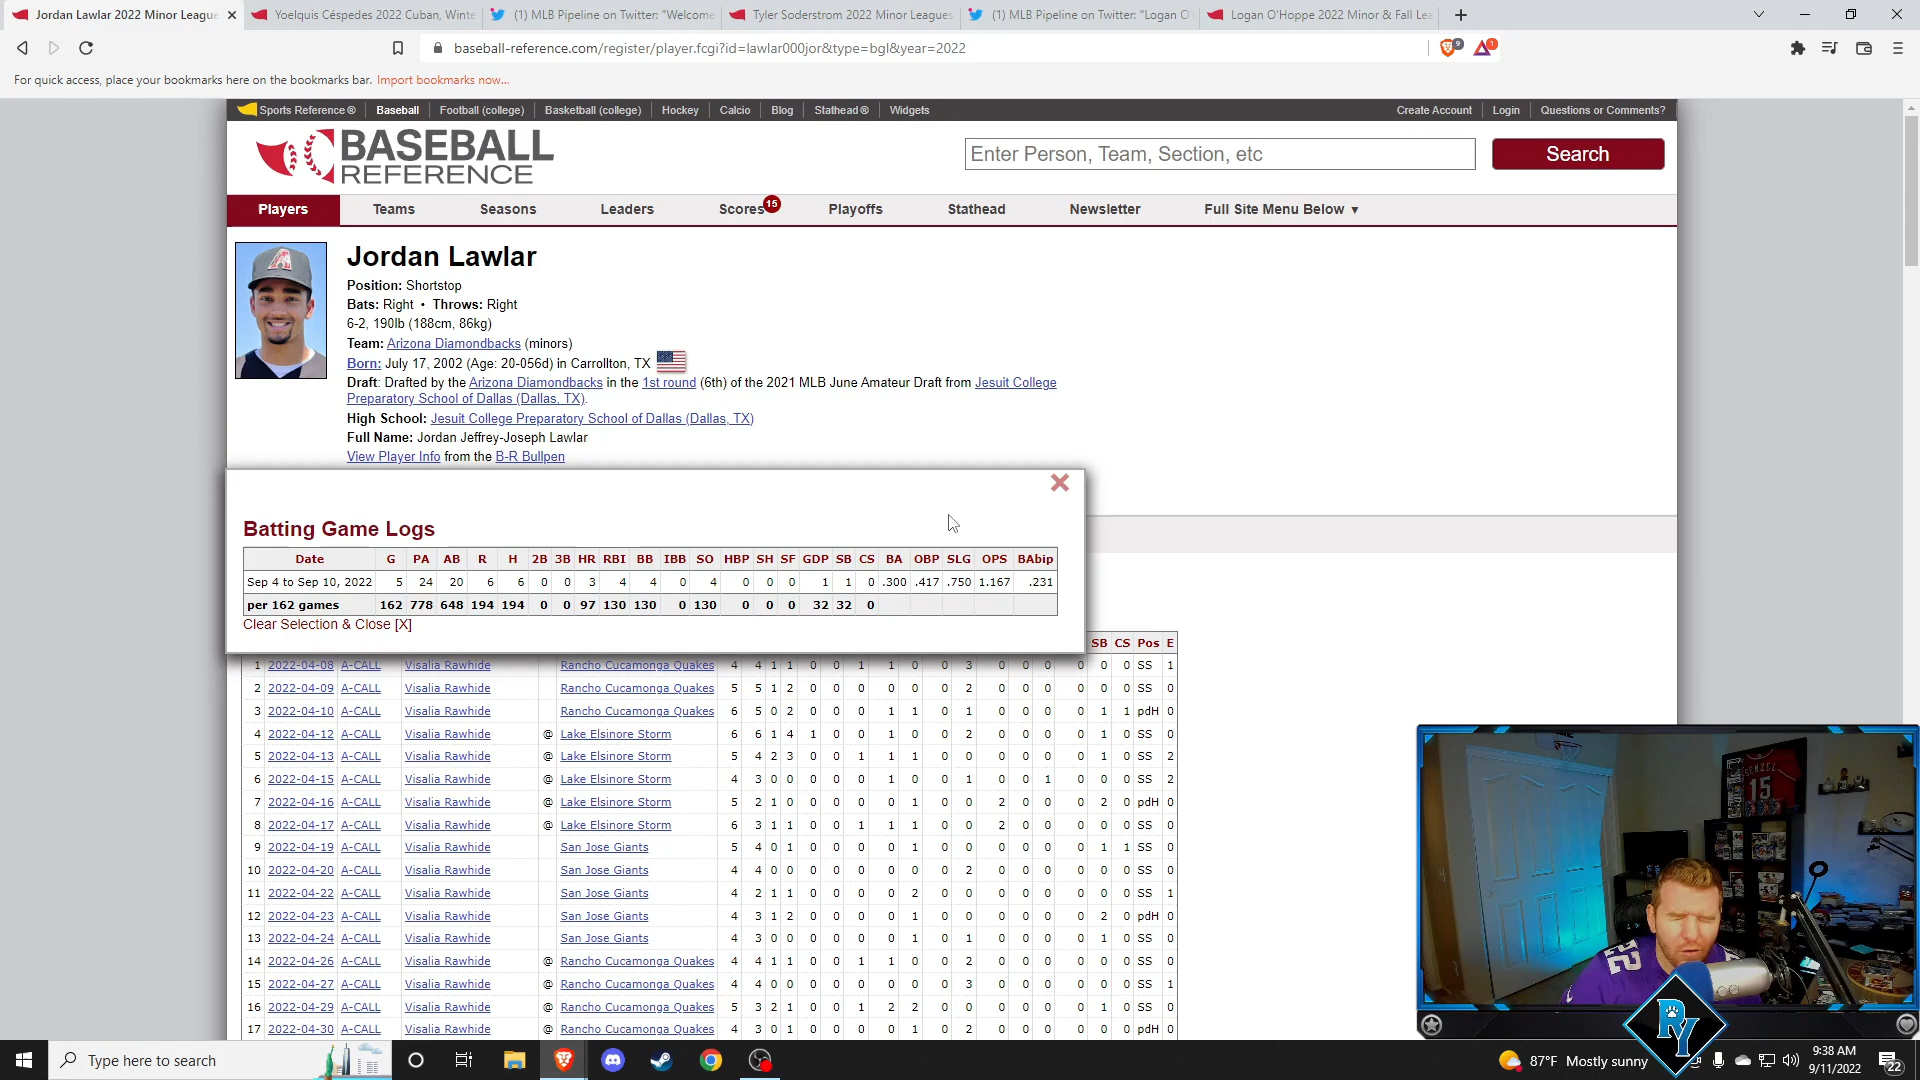 Jordan Lawlar 2022 Minor League
Yoelquis Céspedes 2022 Cuban, Winte
(1) MLB Pipeline on Twitter: "Welcome
Tyler Soderstrom 2022 Minor Leagues
(1) MLB Pipeline on Twitter: "Logan O'
Logan O'Hoppe 2022 Minor & Fall Lea
baseball-reference.com/register/player.fcgi?id=lawlar000jor&type=bgl&year=2022
9
1
For quick access, place your bookmarks here on the bookmarks bar. Import bookmarks now...
Sports Reference ® Baseball Football (college) Basketball (college) Hockey Calcio Blog Stathead ® Widgets Create Account Login Questions or Comments?
BASEBALL
REFERENCE
Enter Person, Team, Section, etc
Search
Players Teams Seasons Leaders Scores 15 Playoffs Stathead Newsletter Full Site Menu Below ▼
Jordan Lawlar
Position: Shortstop
Bats: Right • Throws: Right
6-2, 190lb (188cm, 86kg)
Team: Arizona Diamondbacks (minors)
Born: July 17, 2002 (Age: 20-056d) in Carrollton, TX
Draft: Drafted by the Arizona Diamondbacks in the 1st round (6th) of the 2021 MLB June Amateur Draft from Jesuit College
Preparatory School of Dallas (Dallas, TX).
High School: Jesuit College Preparatory School of Dallas (Dallas, TX)
Full Name: Jordan Jeffrey-Joseph Lawlar
View Player Info from the B-R Bullpen
Batting Game Logs
Date G PA AB R H 2B 3B HR RBI BB IBB SO HBP SH SF GDP SB CS BA OBP SLG OPS BAbip
Sep 4 to Sep 10, 2022 5 24 20 6 6 0 0 3 4 4 0 4 0 0 0 1 1 0 .300 .417 .750 1.167 .231
per 162 games 162 778 648 194 194 0 0 97 130 130 0 130 0 0 0 32 32 0
Clear Selection & Close [X]
SB CS Pos E
1 2022-04-08 A-CALL Visalia Rawhide Rancho Cucamonga Quakes 4 4 1 1 0 0 1 1 0 0 3 0 0 0 0 0 0 SS 1
2 2022-04-09 A-CALL Visalia Rawhide Rancho Cucamonga Quakes 5 5 1 2 0 0 0 0 0 0 2 0 0 0 0 0 0 SS 0
3 2022-04-10 A-CALL Visalia Rawhide Rancho Cucamonga Quakes 6 5 0 2 0 0 0 1 1 0 1 0 0 0 0 1 1 pdH 0
4 2022-04-12 A-CALL Visalia Rawhide @ Lake Elsinore Storm 6 6 1 4 1 0 0 1 0 0 2 0 0 0 0 1 0 SS 0
5 2022-04-13 A-CALL Visalia Rawhide @ Lake Elsinore Storm 5 4 2 3 0 0 1 1 1 0 0 0 0 0 0 1 0 SS 2
6 2022-04-15 A-CALL Visalia Rawhide @ Lake Elsinore Storm 4 3 0 0 0 0 0 1 0 0 1 0 0 1 0 0 0 SS 2
7 2022-04-16 A-CALL Visalia Rawhide @ Lake Elsinore Storm 5 2 1 0 0 0 0 0 1 0 0 2 0 0 0 2 0 pdH 0
8 2022-04-17 A-CALL Visalia Rawhide @ Lake Elsinore Storm 6 3 1 1 0 0 1 1 1 0 0 2 0 0 0 0 0 SS 0
9 2022-04-19 A-CALL Visalia Rawhide San Jose Giants 5 4 0 1 0 0 0 0 1 0 0 0 0 0 0 1 1 SS 0
10 2022-04-20 A-CALL Visalia Rawhide San Jose Giants 4 4 0 0 0 0 0 0 0 0 2 0 0 0 0 0 0 SS 0
11 2022-04-22 A-CALL Visalia Rawhide San Jose Giants 4 2 1 1 0 0 0 0 2 0 0 0 0 0 0 0 0 SS 1
12 2022-04-23 A-CALL Visalia Rawhide San Jose Giants 4 3 1 2 0 0 0 0 1 0 0 0 0 0 0 2 0 pdH 0
13 2022-04-24 A-CALL Visalia Rawhide San Jose Giants 4 3 0 0 0 0 0 0 1 0 1 0 0 0 0 1 0 SS 0
14 2022-04-26 A-CALL Visalia Rawhide @ Rancho Cucamonga Quakes 4 4 1 1 0 0 1 1 0 0 2 0 0 0 0 0 0 SS 0
15 2022-04-27 A-CALL Visalia Rawhide @ Rancho Cucamonga Quakes 4 4 0 0 0 0 0 0 0 0 3 0 0 0 0 0 0 SS 1
16 2022-04-29 A-CALL Visalia Rawhide @ Rancho Cucamonga Quakes 5 3 2 1 0 0 1 2 2 0 0 0 0 0 0 1 0 SS 0
17 2022-04-30 A-CALL Visalia Rawhide @ Rancho Cucamonga Quakes 4 3 0 1 0 0 0 0 1 0 2 0 0 0 0 0 0 pdH 0
SENZEL
15
22
RY
Type here to search
87°F Mostly sunny
9:38 AM
9/11/2022
22